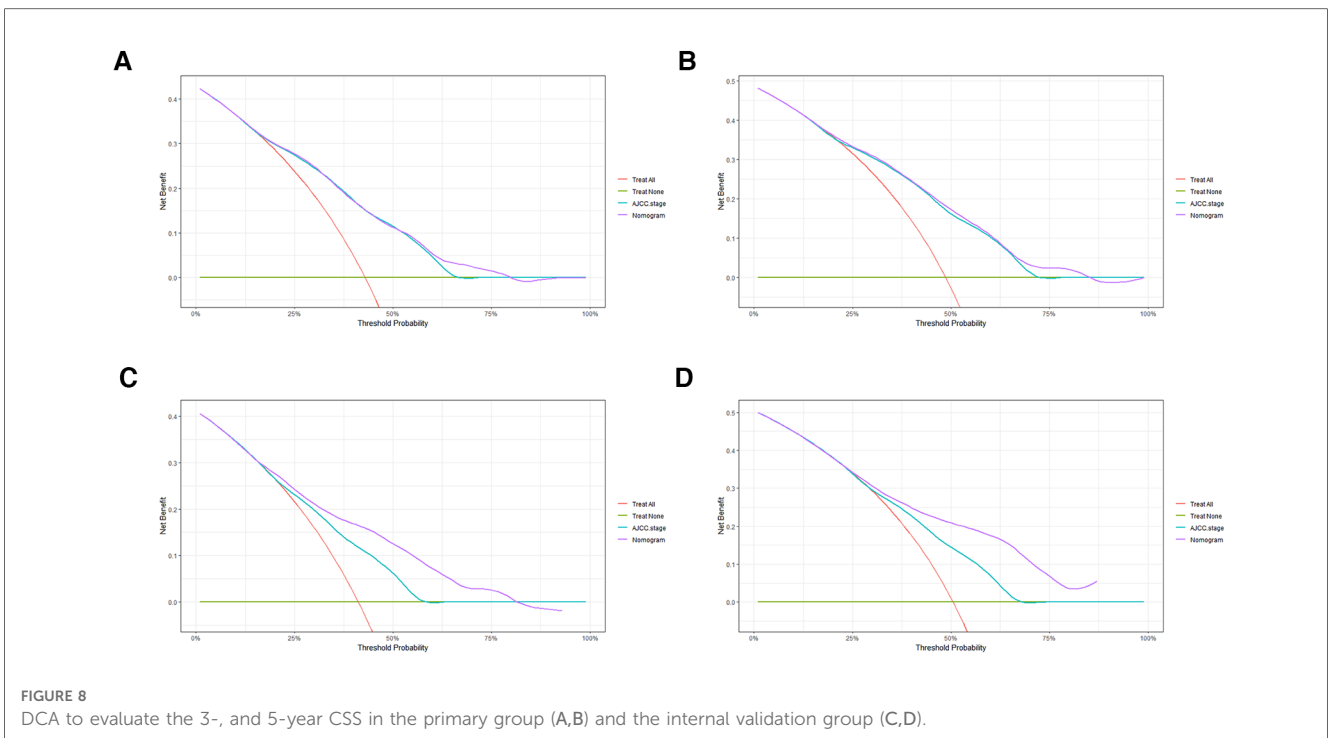 A
Net Benefit
0.4
0.3
0.2
0.1
0.0
0%
25%
50%
75%
100%
Threshold Probability
Treat All
Treat None
AJCC.stage
Nomogram
B
Net Benefit
0.5
0.4
0.3
0.2
0.1
0.0
0%
25%
50%
75%
100%
Threshold Probability
Treat All
Treat None
AJCC.stage
Nomogram
C
Net Benefit
0.4
0.3
0.2
0.1
0.0
0%
25%
50%
75%
100%
Threshold Probability
Treat All
Treat None
AJCC.stage
Nomogram
D
Net Benefit
0.5
0.4
0.3
0.2
0.1
0.0
0%
25%
50%
75%
100%
Threshold Probability
Treat All
Treat None
AJCC.stage
Nomogram
FIGURE 8
DCA to evaluate the 3-, and 5-year CSS in the primary group (A,B) and the internal validation group (C,D).